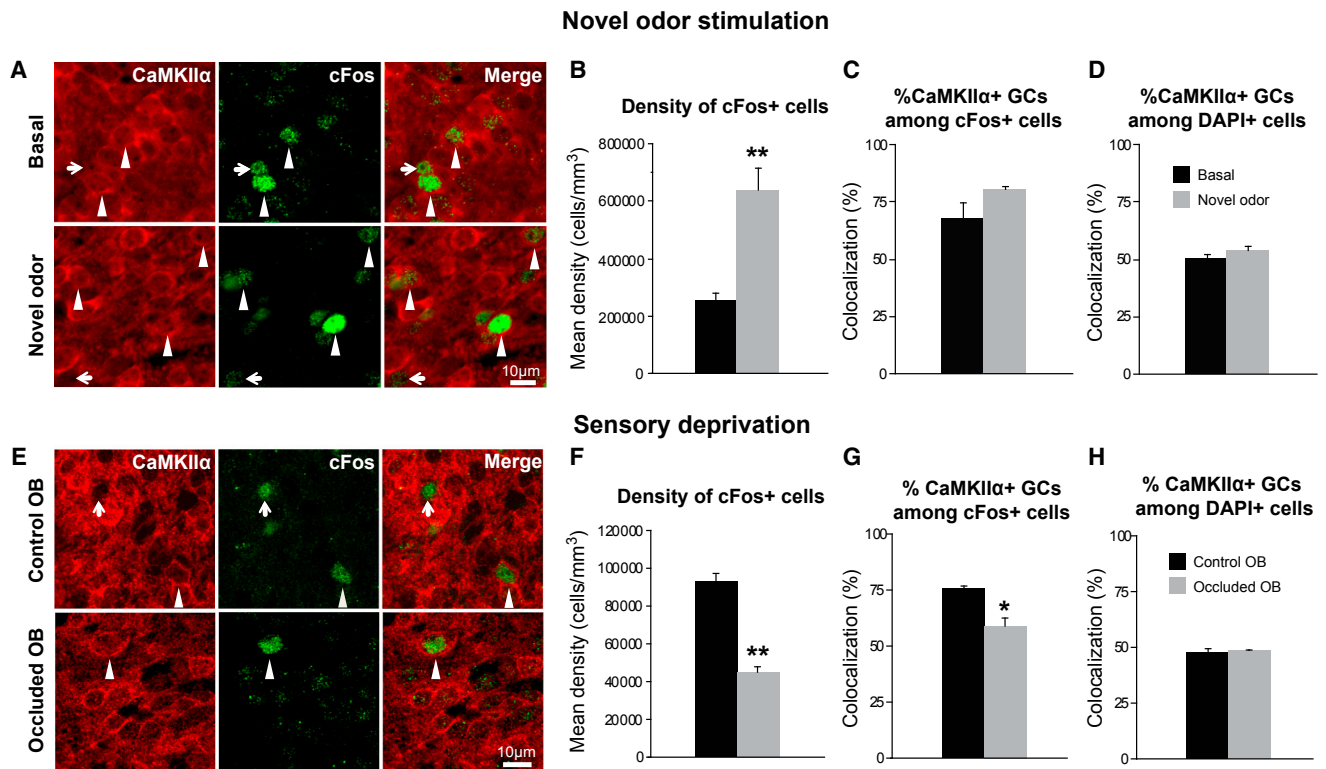 Novel odor stimulation
A
CaMKIIα
cFos
Merge
Basal
Novel odor
10µm
B
Density of cFos+ cells
Mean density (cells/mm³)
800000
600000
400000
200000
0
**
C
%CaMKIIα+ GCs
among cFos+ cells
Colocalization (%)
100
75
50
25
0
D
%CaMKIIα+ GCs
among DAPI+ cells
Colocalization (%)
100
75
50
25
0
Basal
Novel odor
Sensory deprivation
E
CaMKIIα
cFos
Merge
Control OB
Occluded OB
10µm
F
Density of cFos+ cells
Mean density (cells/mm³)
120000
100000
80000
60000
40000
20000
0
**
G
% CaMKIIα+ GCs
among cFos+ cells
Colocalization (%)
100
75
50
25
0
*
H
% CaMKIIα+ GCs
among DAPI+ cells
Colocalization (%)
100
75
50
25
0
Control OB
Occluded OB